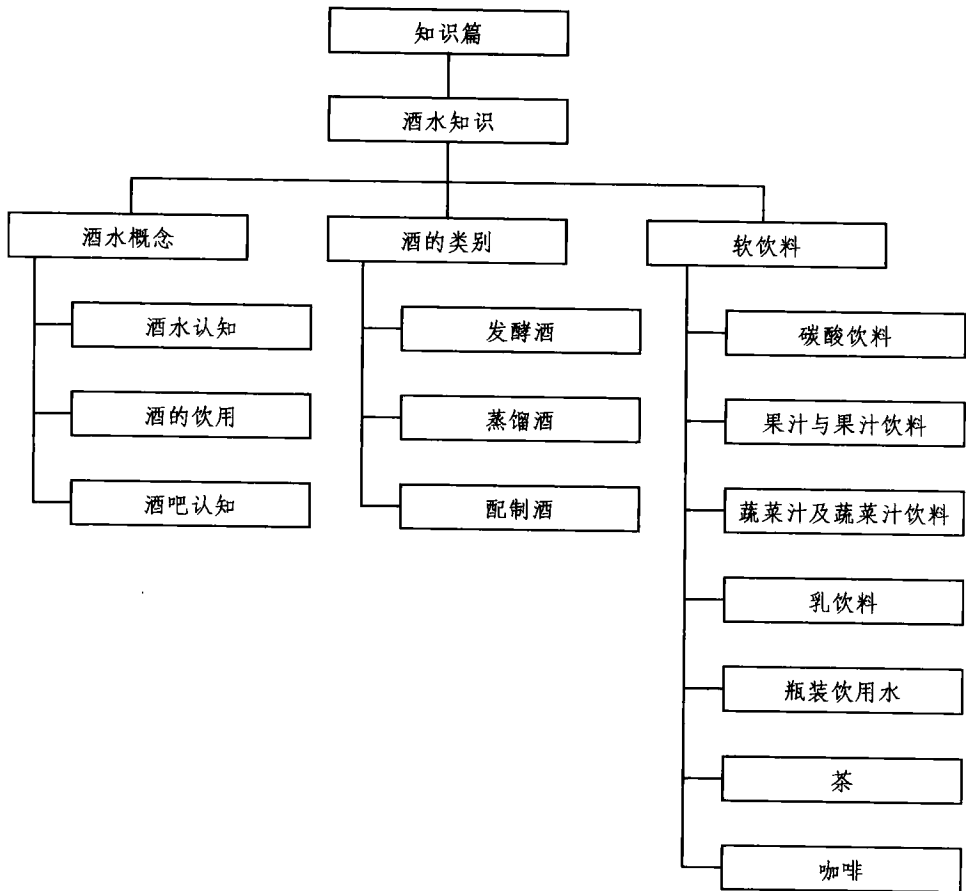 知识篇
酒水知识
酒水概念
酒水认知
酒的饮用
酒吧认知
酒的类别
发酵酒
蒸馏酒
配制酒
软饮料
碳酸饮料
果汁与果汁饮料
蔬菜汁及蔬菜汁饮料
乳饮料
瓶装饮用水
茶
咖啡